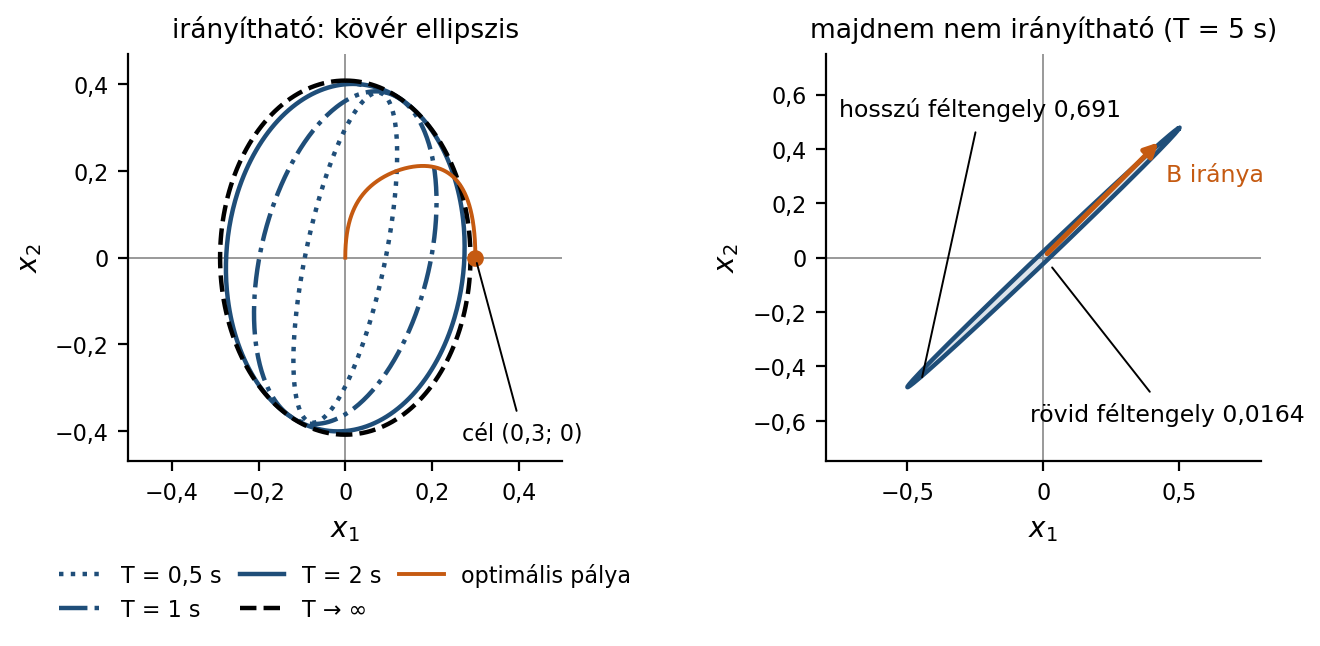 irányítható: kövér ellipszis
0,4
0,2
0
−0,2
−0,4
x₂
cél (0,3; 0)
−0,4 −0,2 0 0,2 0,4
x₁
T = 0,5 s T = 2 s optimális pálya
T = 1 s T → ∞
majdnem nem irányítható (T = 5 s)
0,6
0,4
0,2
0
−0,2
−0,4
−0,6
x₂
hosszú féltengely 0,691
B iránya
rövid féltengely 0,0164
−0,5 0 0,5
x₁